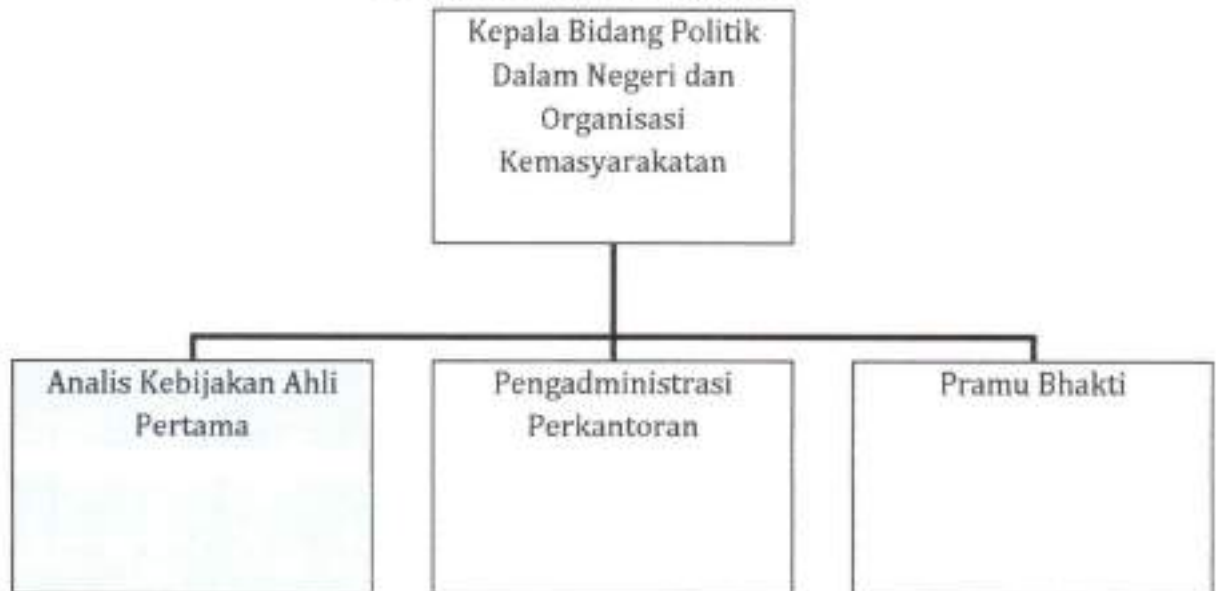 Kepala Bidang Politik
Dalam Negeri dan
Organisasi
Kemasyarakatan
Analis Kebijakan Ahli
Pertama
Pengadministrasi
Perkantoran
Pramu Bhakti